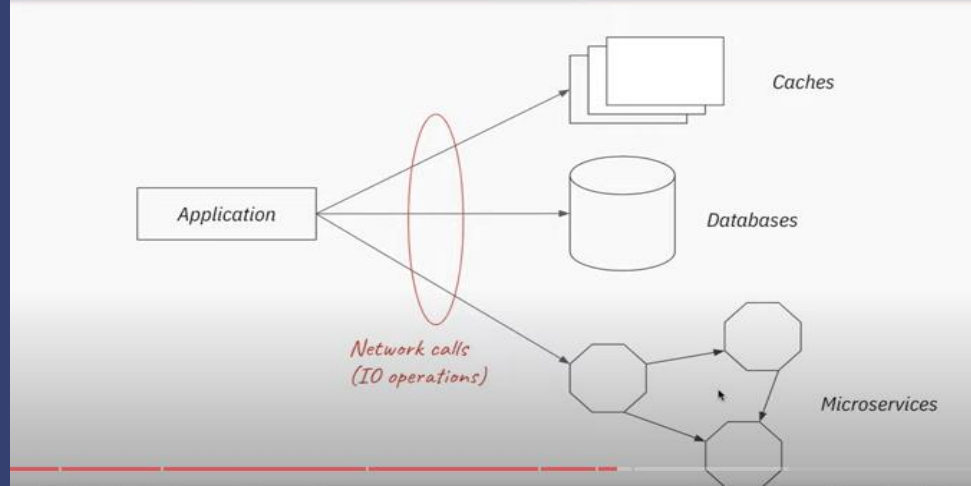 Caches
Application
Databases
Network calls
(IO operations)
Microservices